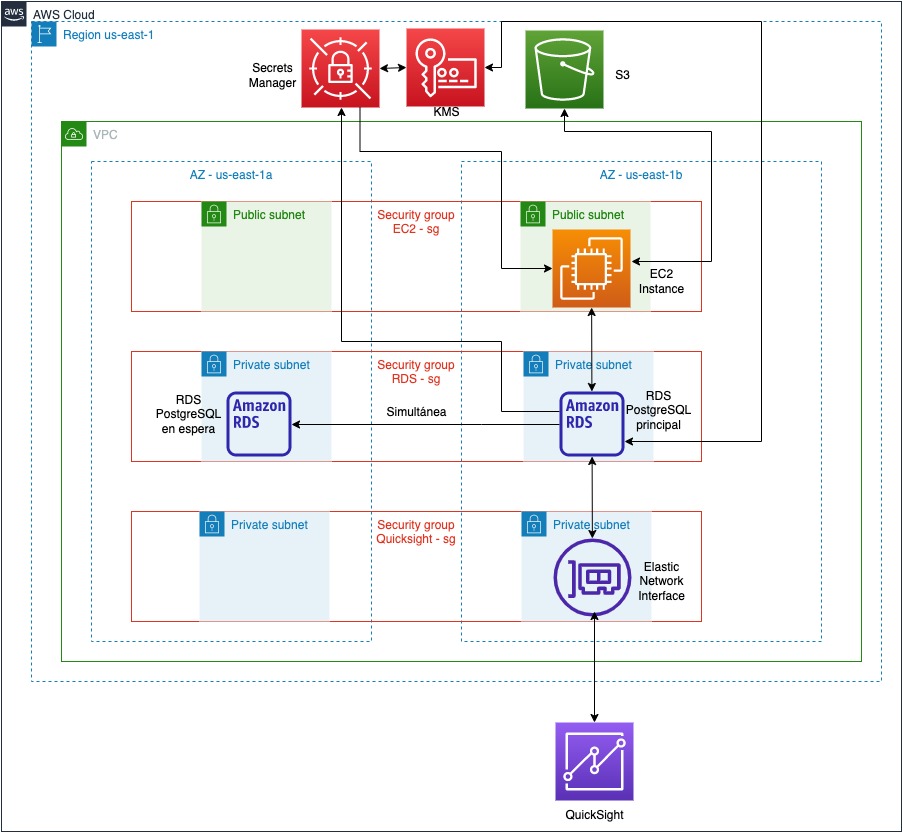 aws
AWS Cloud
Region us-east-1
Secrets
Manager
KMS
S3
VPC
AZ - us-east-1a
AZ - us-east-1b
Public subnet
Security group
EC2 - sg
Public subnet
EC2
Instance
Private subnet
Security group
RDS - sg
Private subnet
RDS
PostgreSQL
en espera
Amazon
RDS
Simultánea
Amazon
RDS
RDS
PostgreSQL
principal
Private subnet
Security group
Quicksight - sg
Private subnet
Elastic
Network
Interface
QuickSight